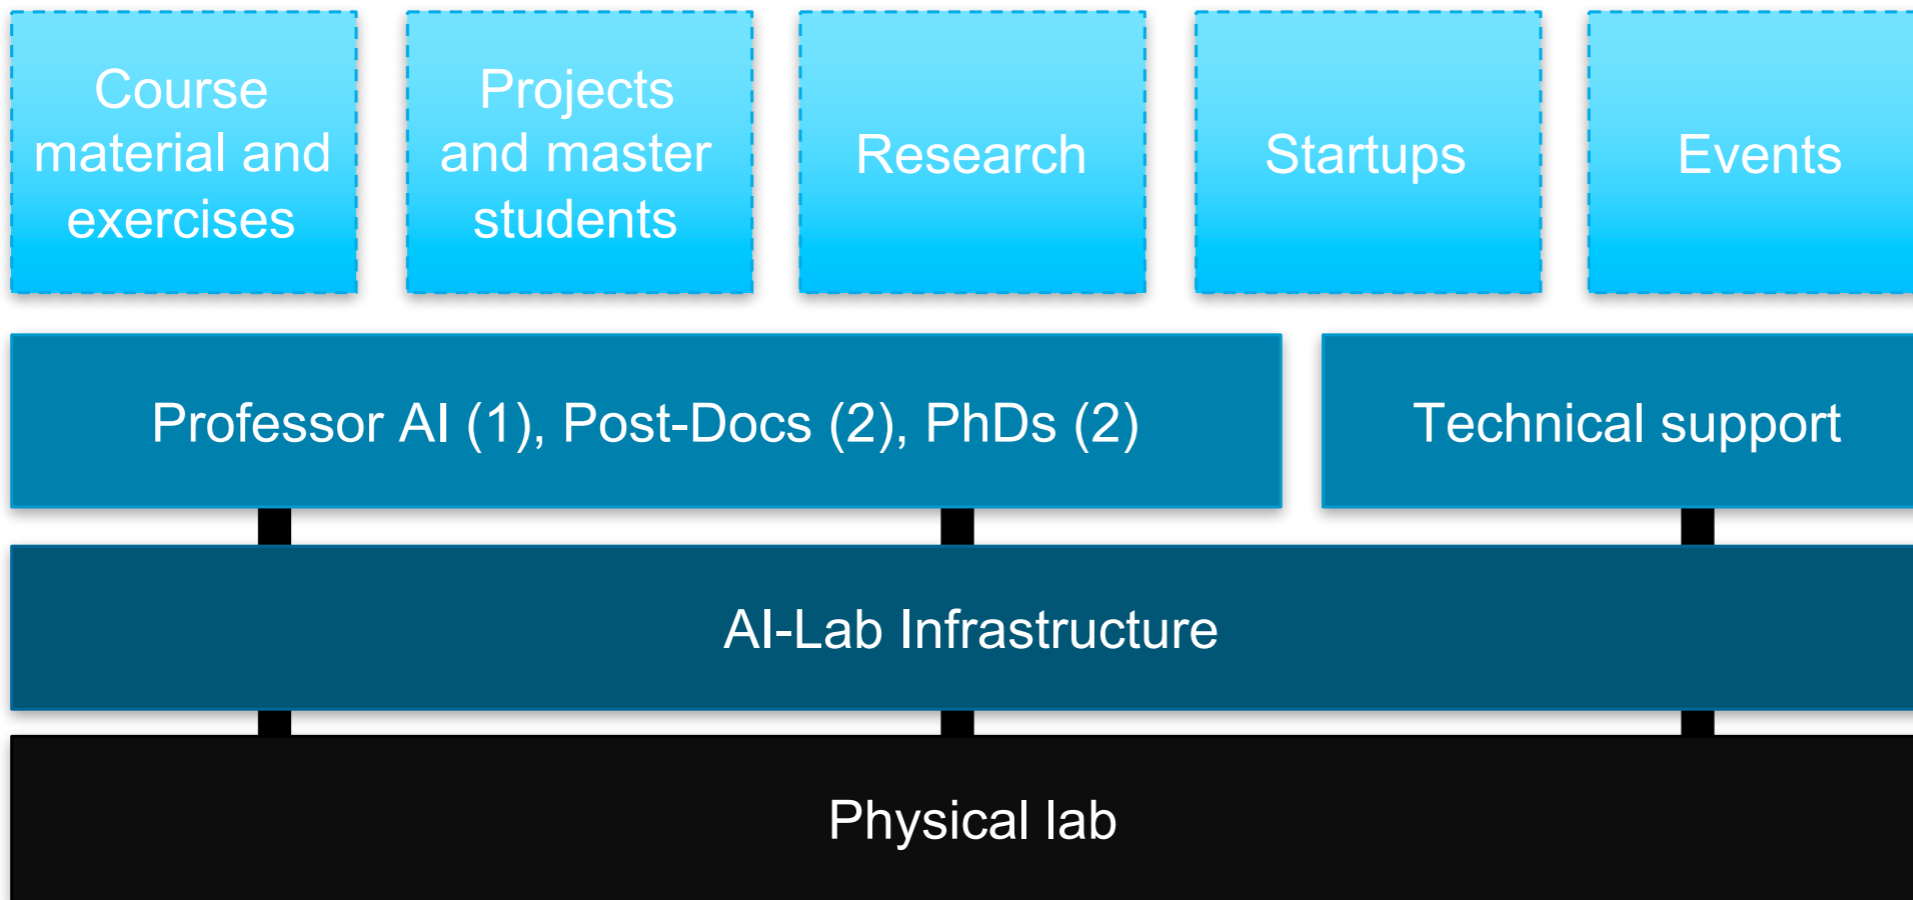 Course
material and
exercises
Projects
and master
students
Research
Startups
Events
Professor AI (1), Post-Docs (2), PhDs (2)
Technical support
AI-Lab Infrastructure
Physical lab